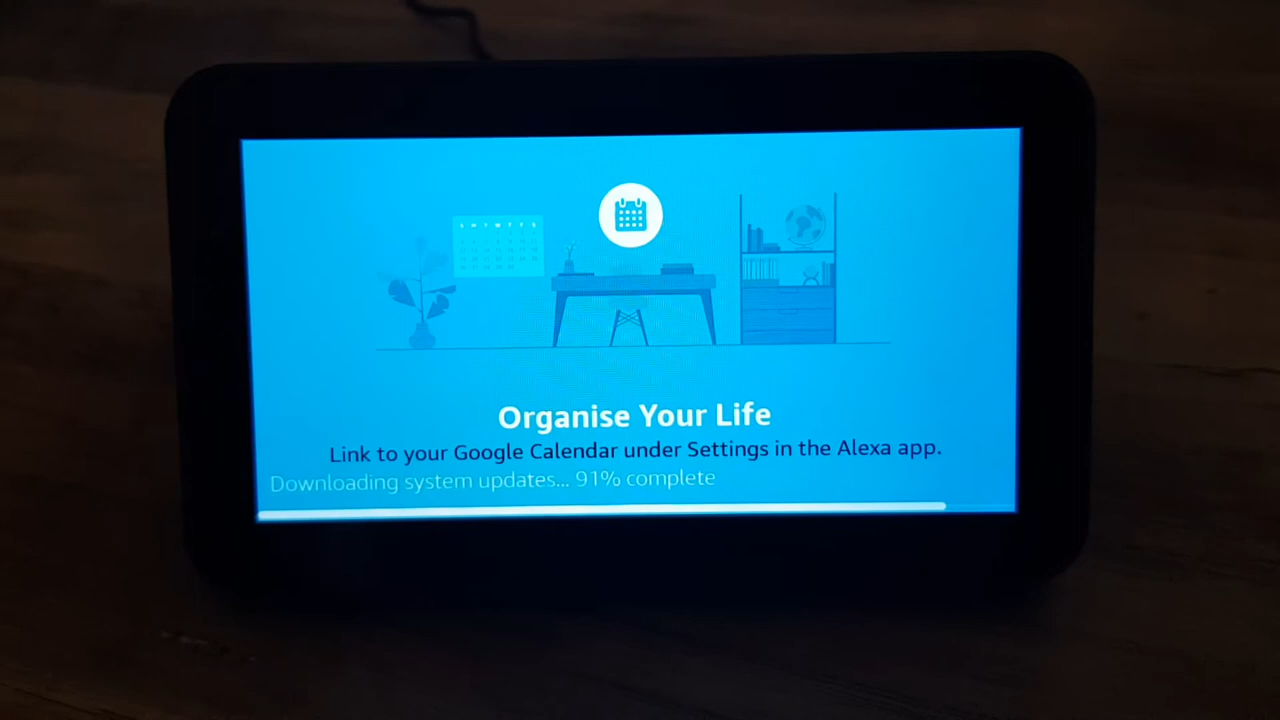 S M T W T F S
Organise Your Life
Link to your Google Calendar under Settings in the Alexa app.
Downloading system updates... 91% complete